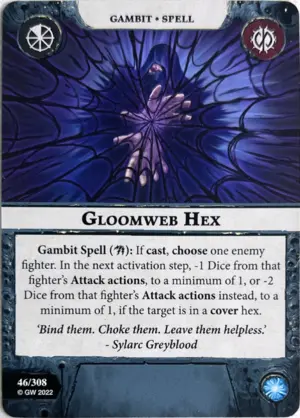 GAMBIT • SPELL
GLOOMWEB HEX
Gambit Spell (): If cast, choose one enemy
fighter. In the next activation step, -1 Dice from that
fighter's Attack actions, to a minimum of 1, or -2
Dice from that fighter's Attack actions instead, to a
minimum of 1, if the target is in a cover hex.
'Bind them. Choke them. Leave them helpless.'
- Sylarc Greyblood
46/308
© GW 2022